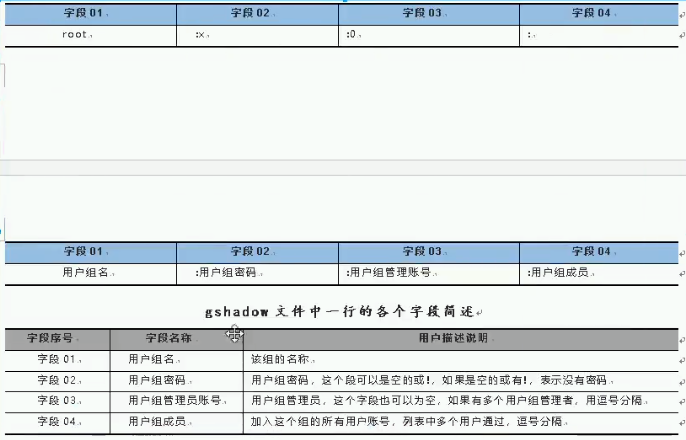 字段 01 字段 02 字段 03 字段 04
root :x :0 :
字段 01 字段 02 字段 03 字段 04
用户组名 :用户组密码 :用户组管理账号 :用户组成员
gshadow 文件中一行的各个字段简述
字段序号 字段名称 用户描述说明
字段 01 用户组名 该组的名称
字段 02 用户组密码 用户组密码，这个段可以是空的或!，如果是空的或有!，表示没有密码
字段 03 用户组管理员账号 用户组管理员，这个字段也可以为空，如果有多个用户组管理者，用逗号分隔
字段 04 用户组成员 加入这个组的所有用户账号，列表中多个用户通过，逗号分隔